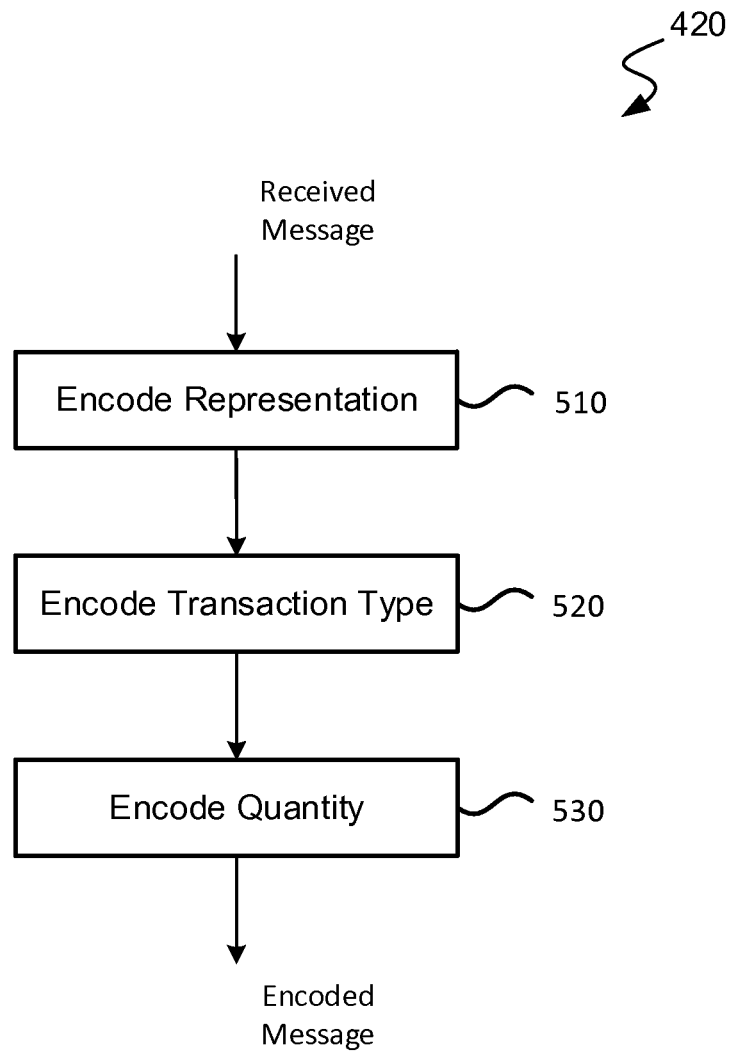 420
Received
Message
Encode Representation
510
Encode Transaction Type
520
Encode Quantity
530
Encoded
Message